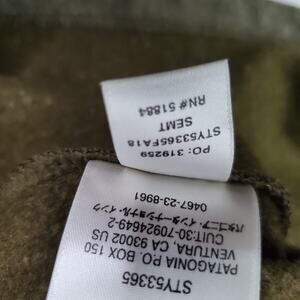 PO: 319259
STY53365FA18
SEMT
RN# 51884
STY53365
PATAGONIA P.O. BOX 150
VENTURA, CA 93002 US
CUIT:30-70924649-2
パタゴニア・インターナショナル・インク
0467-23-8961